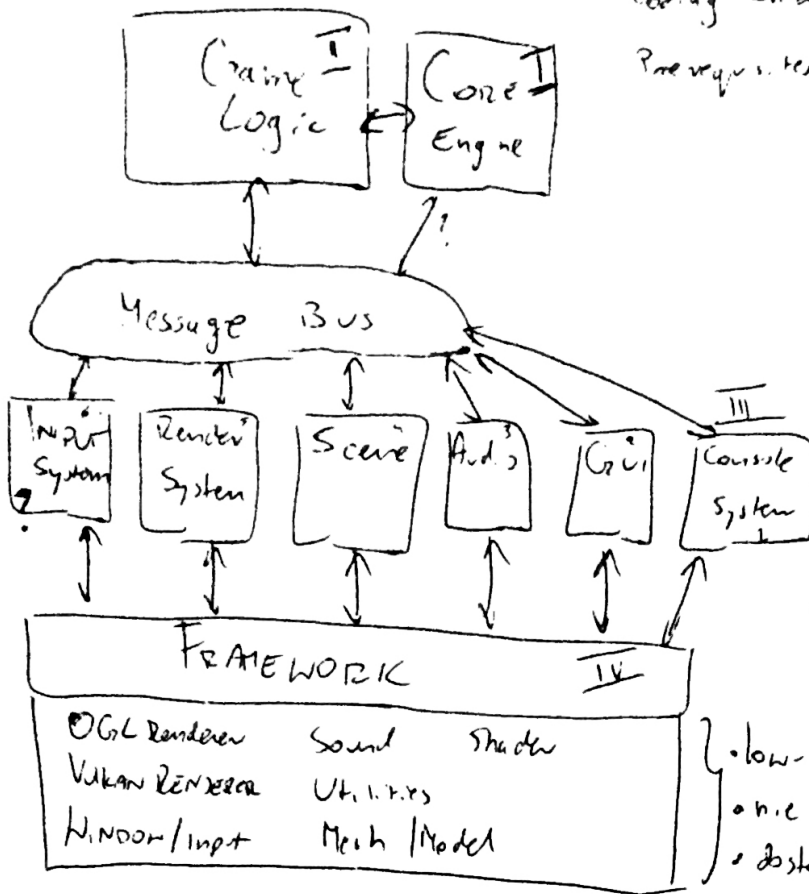 Prerequisites
Game I
Logic
Core I
Engine
?
Message Bus
III
Input
System
?
Render
System
Scene
Audio
GUI
Console
System
FRAMEWORK IV
OGL Renderer Sound Shader
VULKAN RENDERER Utilities
WINDOW/Input Mesh/Model
• low-